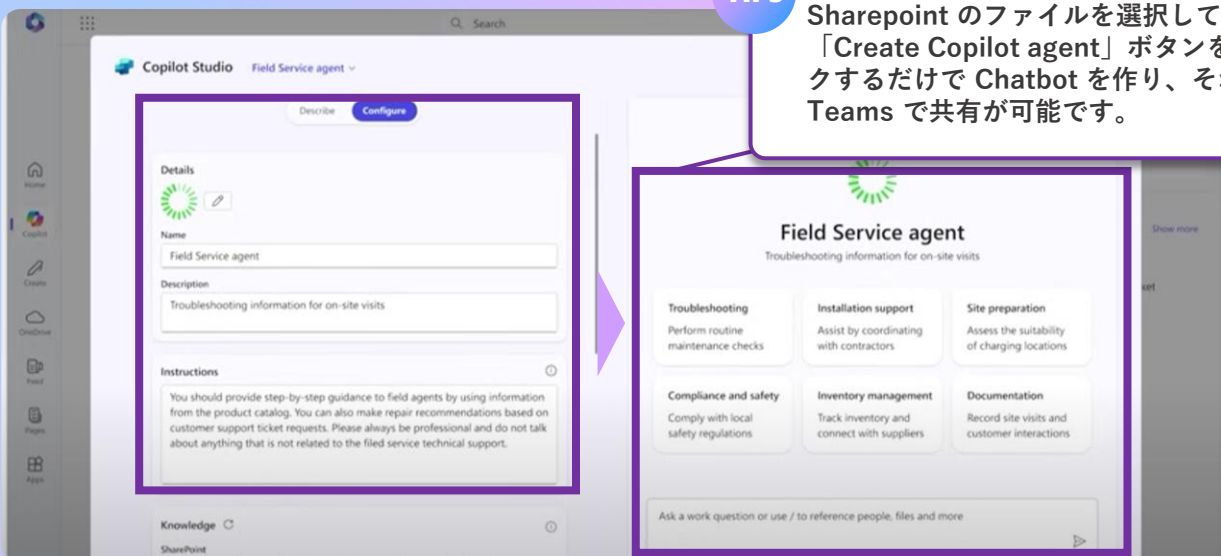 Sharepoint のファイルを選択して
「Create Copilot agent」ボタンを
クするだけで Chatbot を作り、そ
Teams で共有が可能です。
Search
Copilot Studio Field Service agent
Describe Configure
Details
Name
Field Service agent
Description
Troubleshooting information for on-site visits
Instructions
You should provide step-by-step guidance to field agents by using information
from the product catalog. You can also make repair recommendations based on
customer support ticket requests. Please always be professional and do not talk
about anything that is not related to the filed service technical support.
Knowledge
SharePoint
Home
Copilot
Create
OneDrive
Feed
Pages
Apps
Field Service agent
Troubleshooting information for on-site visits
Troubleshooting
Perform routine
maintenance checks
Installation support
Assist by coordinating
with contractors
Site preparation
Assess the suitability
of charging locations
Compliance and safety
Comply with local
safety regulations
Inventory management
Track inventory and
connect with suppliers
Documentation
Record site visits and
customer interactions
Ask a work question or use / to reference people, files and more
Show more